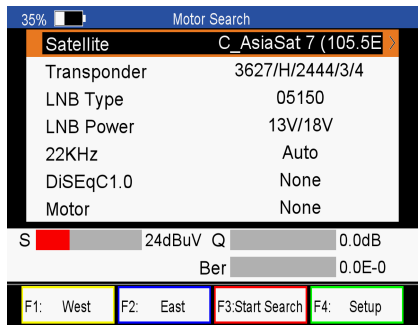 35% Motor Search
Satellite C_AsiaSat 7 (105.5E >
Transponder 3627/H/2444/3/4
LNB Type 05150
LNB Power 13V/18V
22KHz Auto
DiSEqC1.0 None
Motor None
S 24dBuV Q 0.0dB
Ber 0.0E-0
F1: West F2: East F3:Start Search F4: Setup